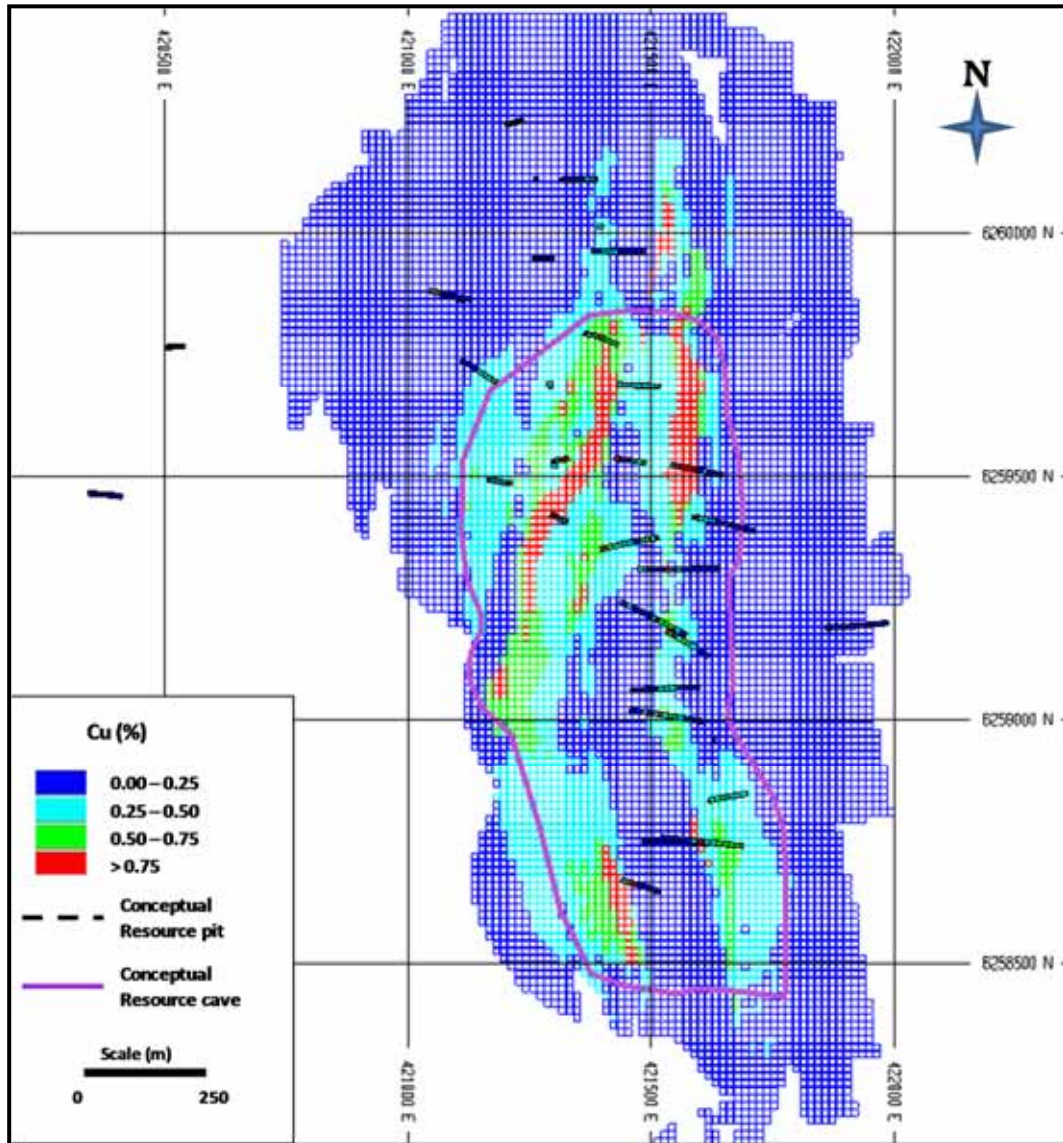 420500 E
421000 E
421500 E
422000 E
N
6260000 N
6259500 N
6259000 N
6258500 N
Cu (%)
0.00 – 0.25
0.25 – 0.50
0.50 – 0.75
> 0.75
Conceptual
Resource pit
Conceptual
Resource cave
Scale (m)
0 250
421000 E
421500 E
422000 E